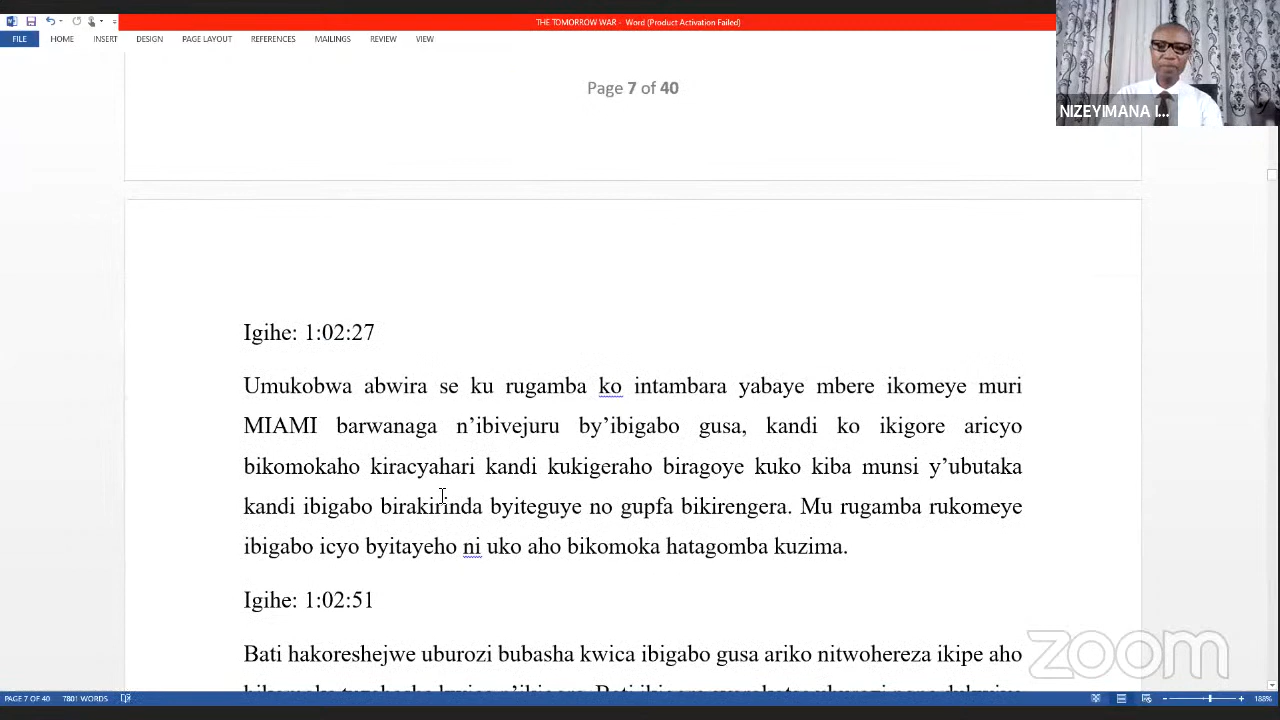 THE TOMORROW WAR - Word (Product Activation Failed)
FILE HOME INSERT DESIGN PAGE LAYOUT REFERENCES MAILINGS REVIEW VIEW
Page 7 of 40
NIZEYIMANA I...
Igihe: 1:02:27
Umukobwa abwira se ku rugamba ko intambara yabaye mbere ikomeye muri
MIAMI barwanaga n’ibivejuru by’ibigabo gusa, kandi ko ikigore aricyo
bikomokaho kiracyahari kandi kukigeraho biragoye kuko kiba munsi y’ubutaka
kandi ibigabo birakirinda byiteguye no gupfa bikirengera. Mu rugamba rukomeye
ibigabo icyo byitayeho ni uko aho bikomoka hatagomba kuzima.
Igihe: 1:02:51
Bati hakoreshejwe uburozi bubasha kwica ibigabo gusa ariko nitwohereza ikipe aho
zoom
PAGE 7 OF 40 7801 WORDS
188%